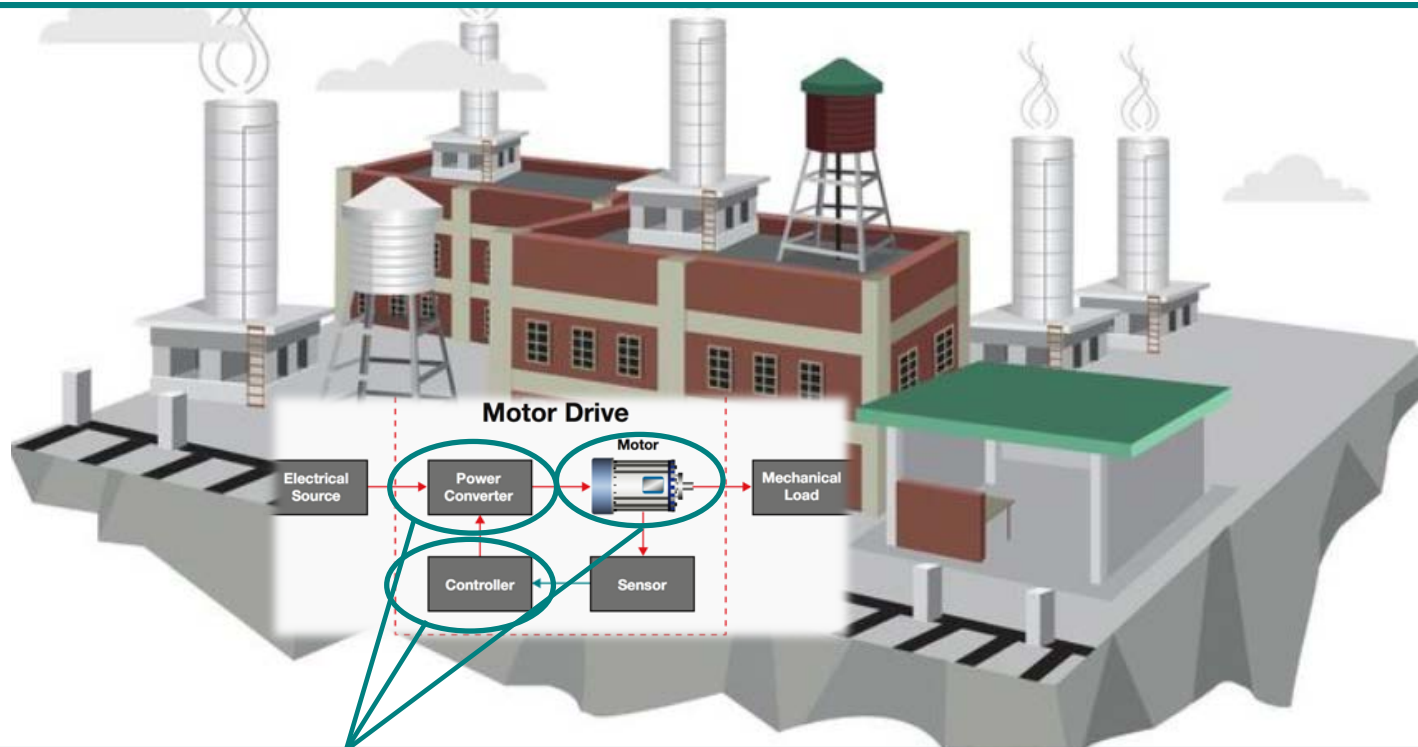 Motor Drive
Motor
Electrical
Source
Power
Converter
Mechanical
Load
Controller
Sensor